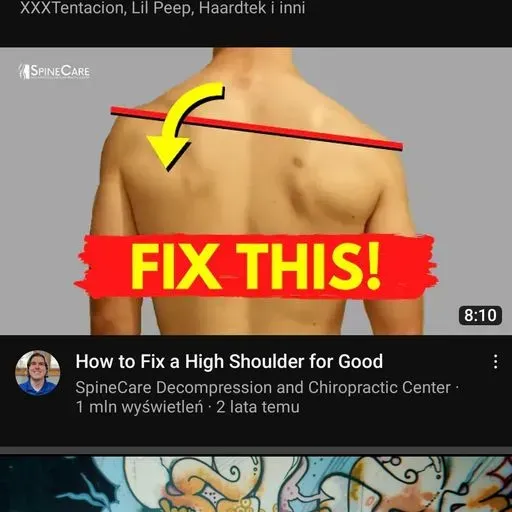 XXXTentacion, Lil Peep, Haardtek i inni
SPINECARE
FIX THIS!
8:10
How to Fix a High Shoulder for Good
SpineCare Decompression and Chiropractic Center ·
1 mln wyświetleń · 2 lata temu